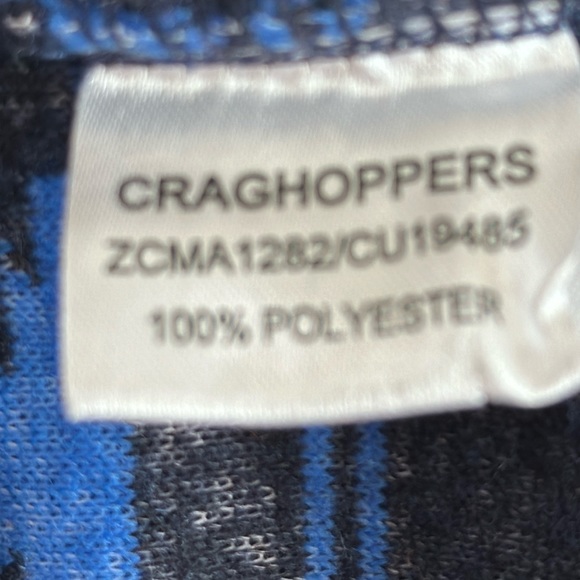 CRAGHOPPERS
ZCMA1282/CU19485
100% POLYESTER